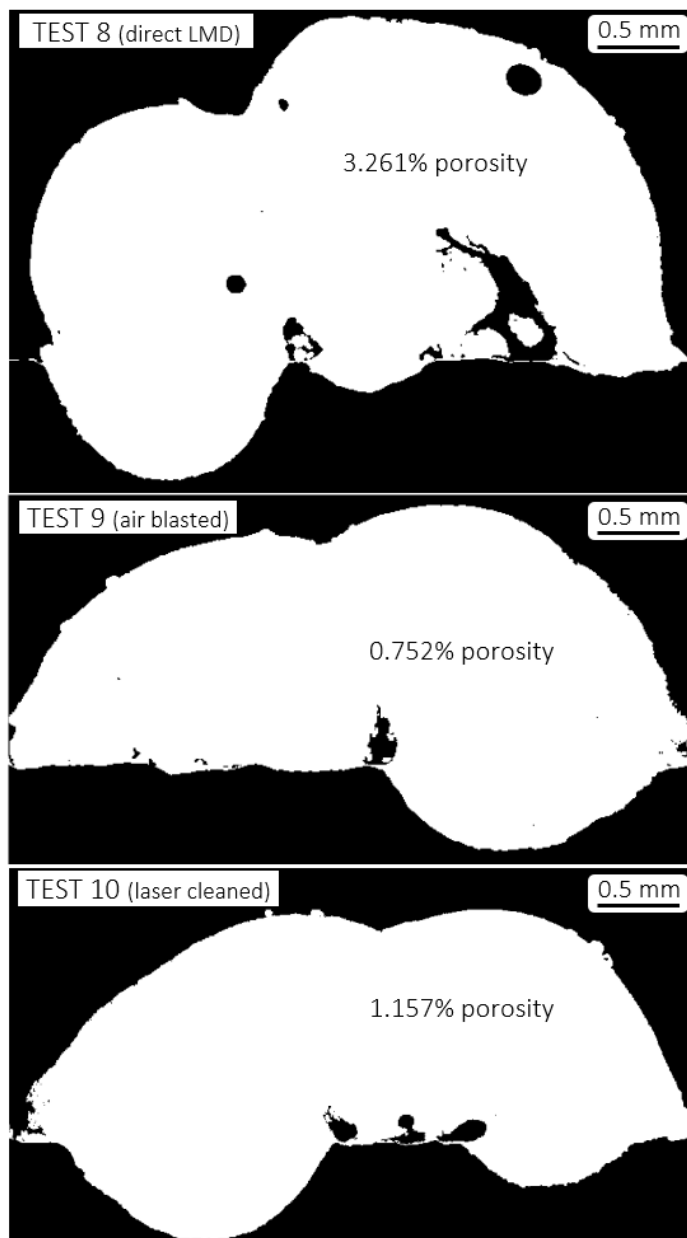 TEST 8 (direct LMD)
0.5 mm
3.261% porosity
TEST 9 (air blasted)
0.5 mm
0.752% porosity
TEST 10 (laser cleaned)
0.5 mm
1.157% porosity